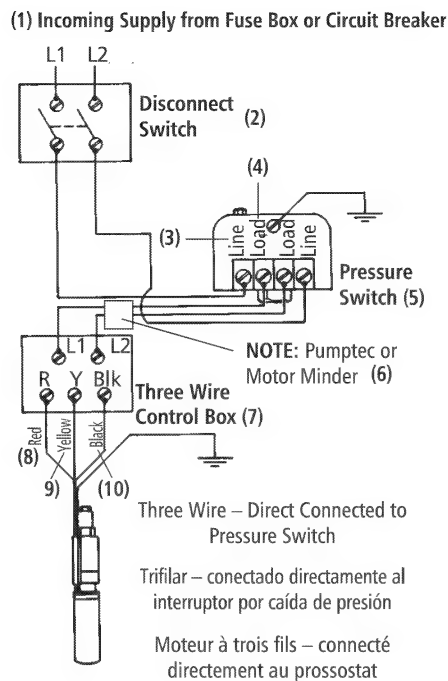 (1) Incoming Supply from Fuse Box or Circuit Breaker
L1 L2
Disconnect
Switch (2)
(4)
(3)
Line Load Load Line
Pressure
Switch (5)
NOTE: Pumptec or
Motor Minder (6)
L1 L2
R Y Blk
Three Wire
Control Box (7)
Red Yellow Black
(8)
9) (10)
Three Wire – Direct Connected to
Pressure Switch
Trifilar – conectado directamente al
interruptor por caída de presión
Moteur à trois fils – connecté
directement au prossostat